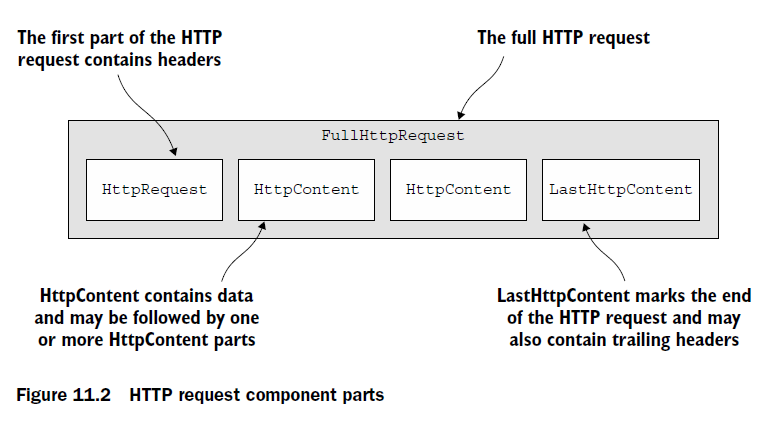 The first part of the HTTP
request contains headers
The full HTTP request
FullHttpRequest
HttpRequest
HttpContent
HttpContent
LastHttpContent
HttpContent contains data
and may be followed by one
or more HttpContent parts
LastHttpContent marks the end
of the HTTP request and may
also contain trailing headers
Figure 11.2 HTTP request component parts